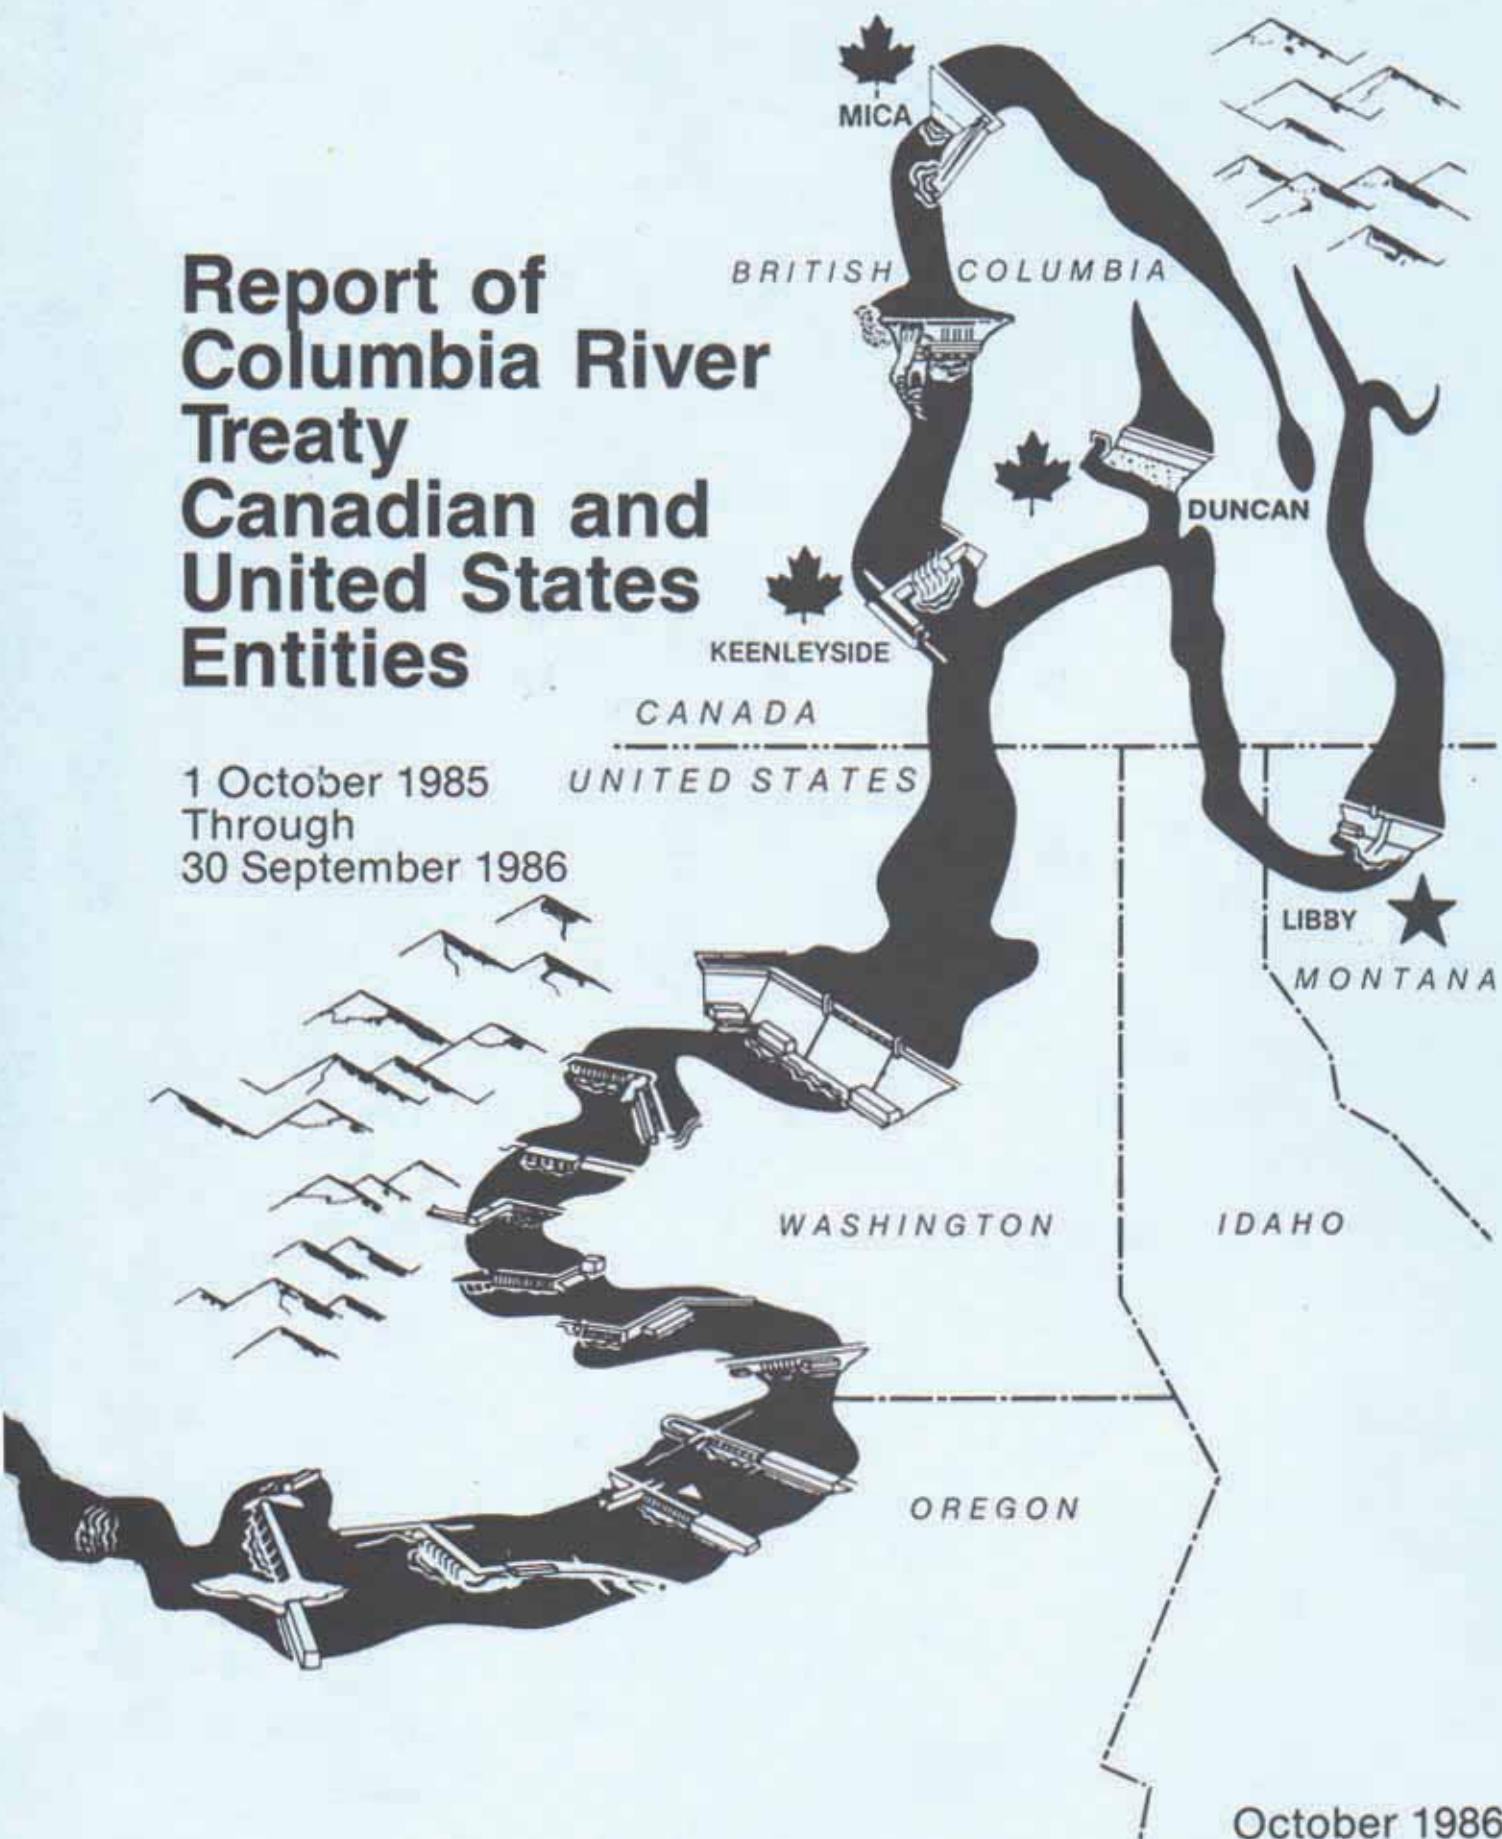 MICA
BRITISH COLUMBIA
Report of
Columbia River
Treaty
Canadian and
United States
Entities
DUNCAN
KEENLEYSIDE
CANADA
UNITED STATES
1 October 1985
Through
30 September 1986
LIBBY
MONTANA
WASHINGTON
IDAHO
OREGON
October 1986